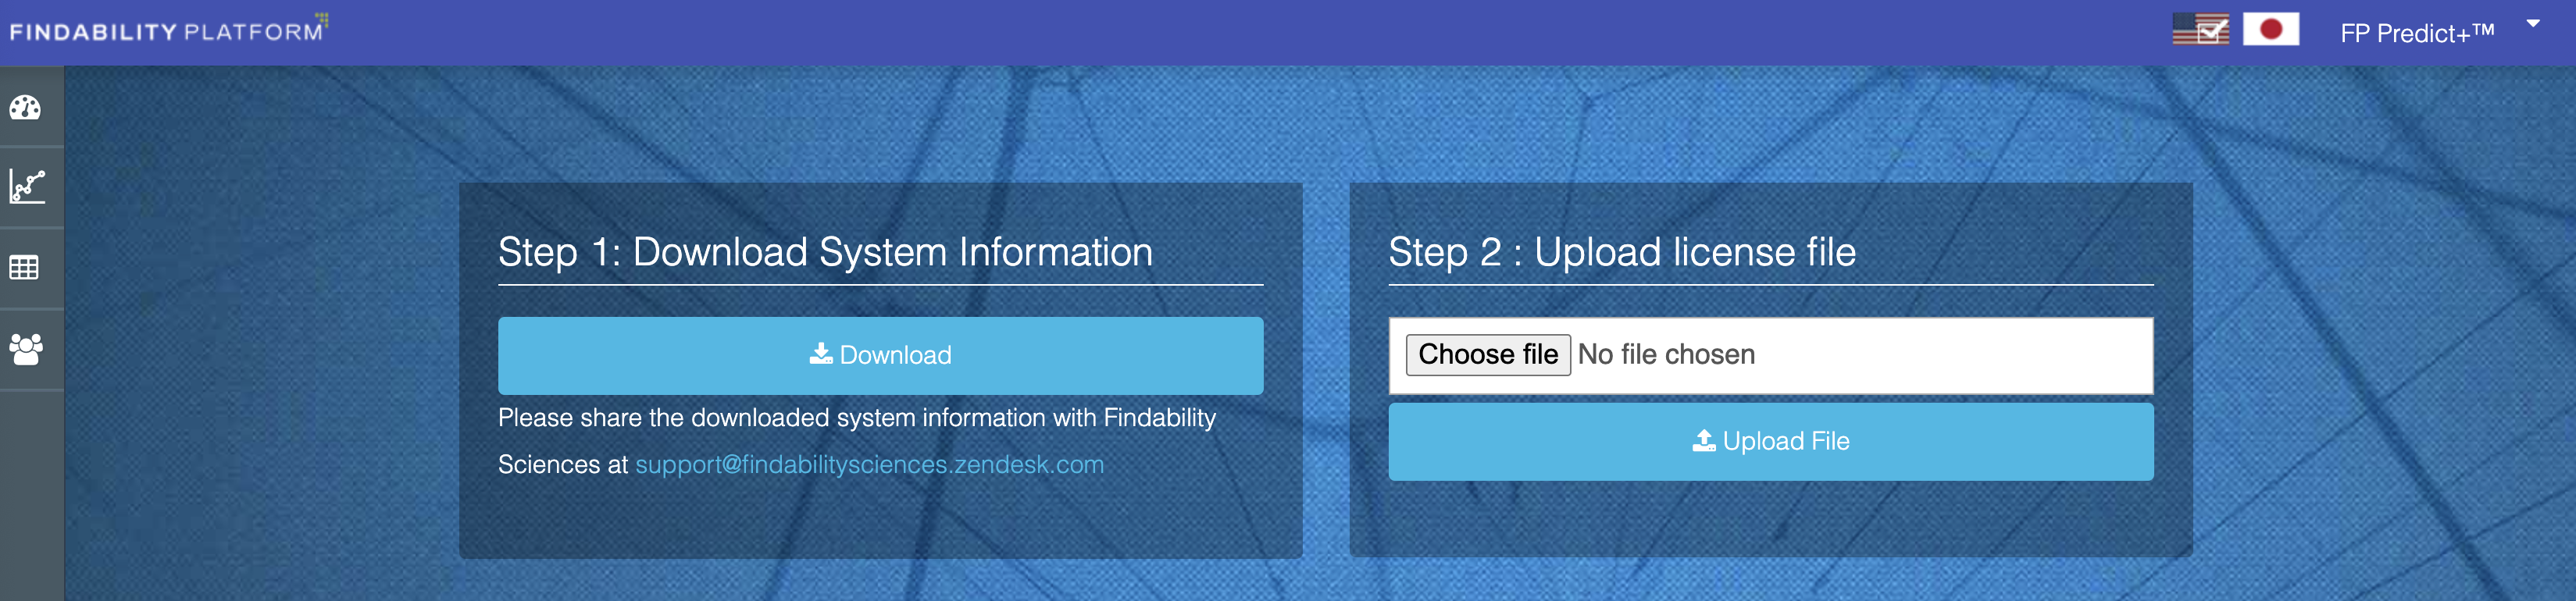 FINDABILITY PLATFORM
FP Predict+™
Step 1: Download System Information
Download
Please share the downloaded system information with Findability
Sciences at support@findabilitysciences.zendesk.com
Step 2 : Upload license file
Choose file No file chosen
Upload File